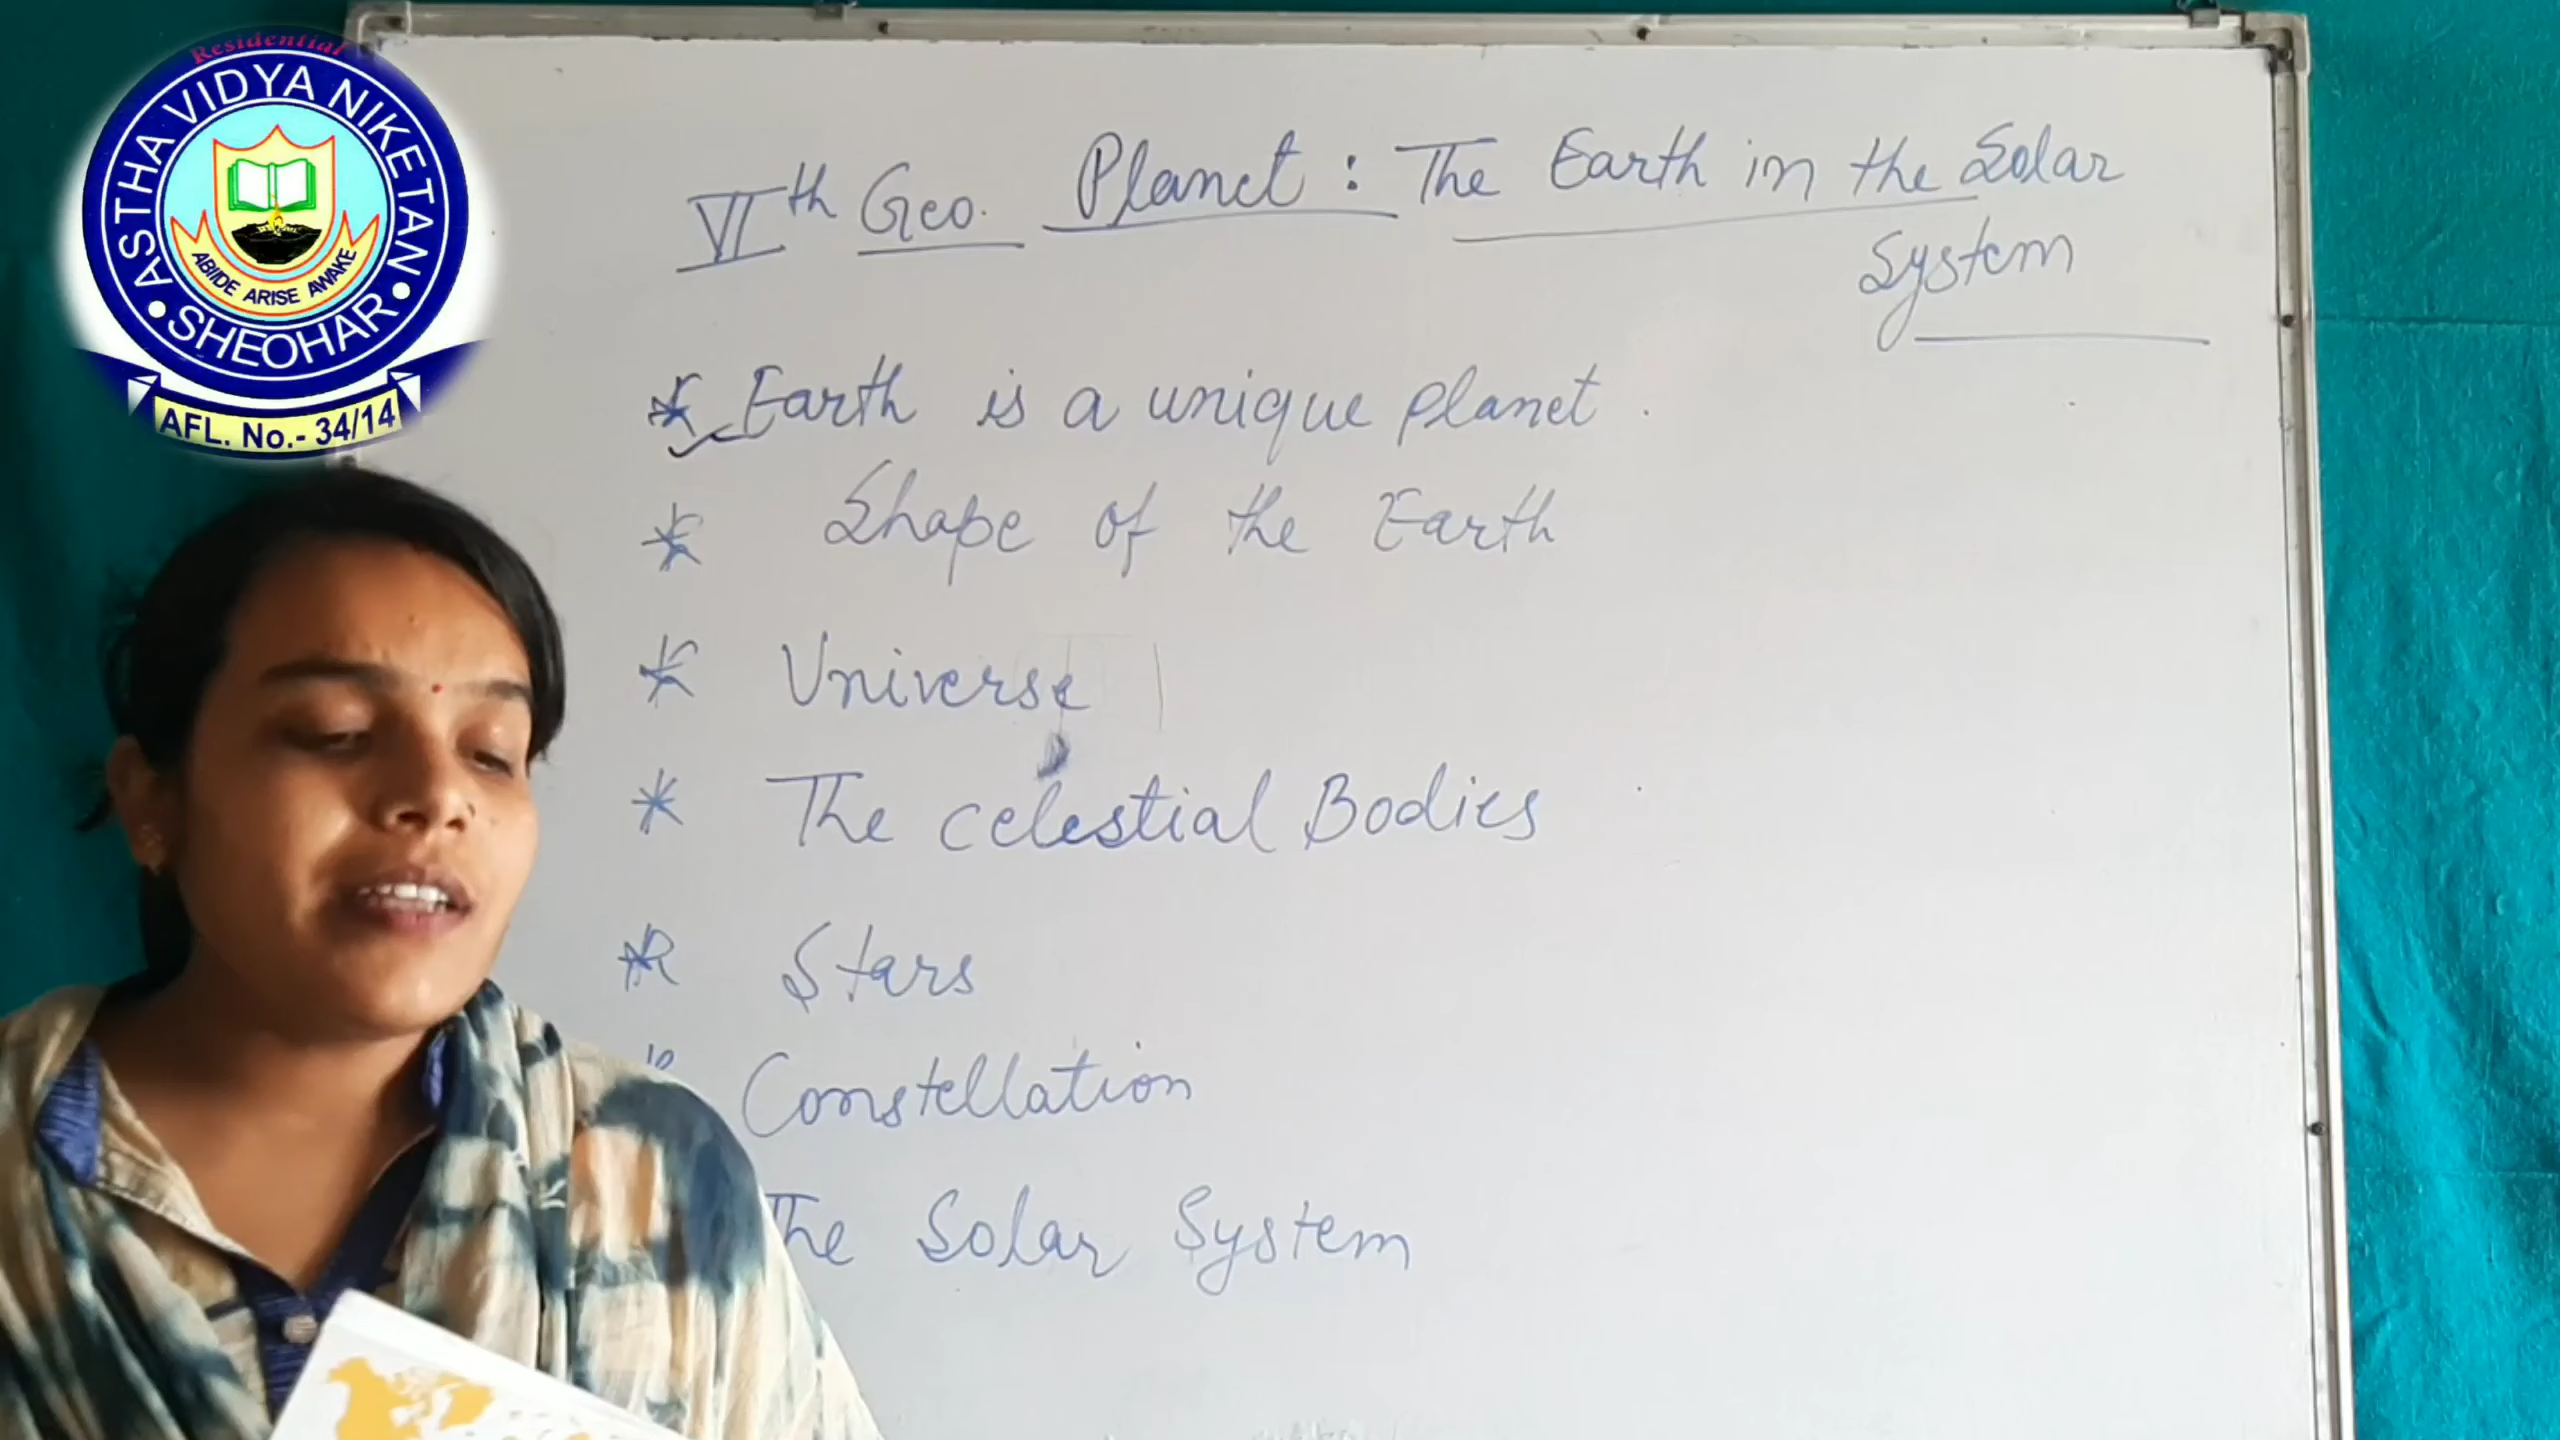 Residential
ASTHA VIDYA NIKETAN
ABIIDE ARISE AWAKE
SHEOHAR
AFL. No.- 34/14
VIth Geo. Planet : The Earth in the Solar
System
* Earth is a unique planet.
* Shape of the Earth
* Universe
* The celestial Bodies
* Stars
* Constellation
The Solar System